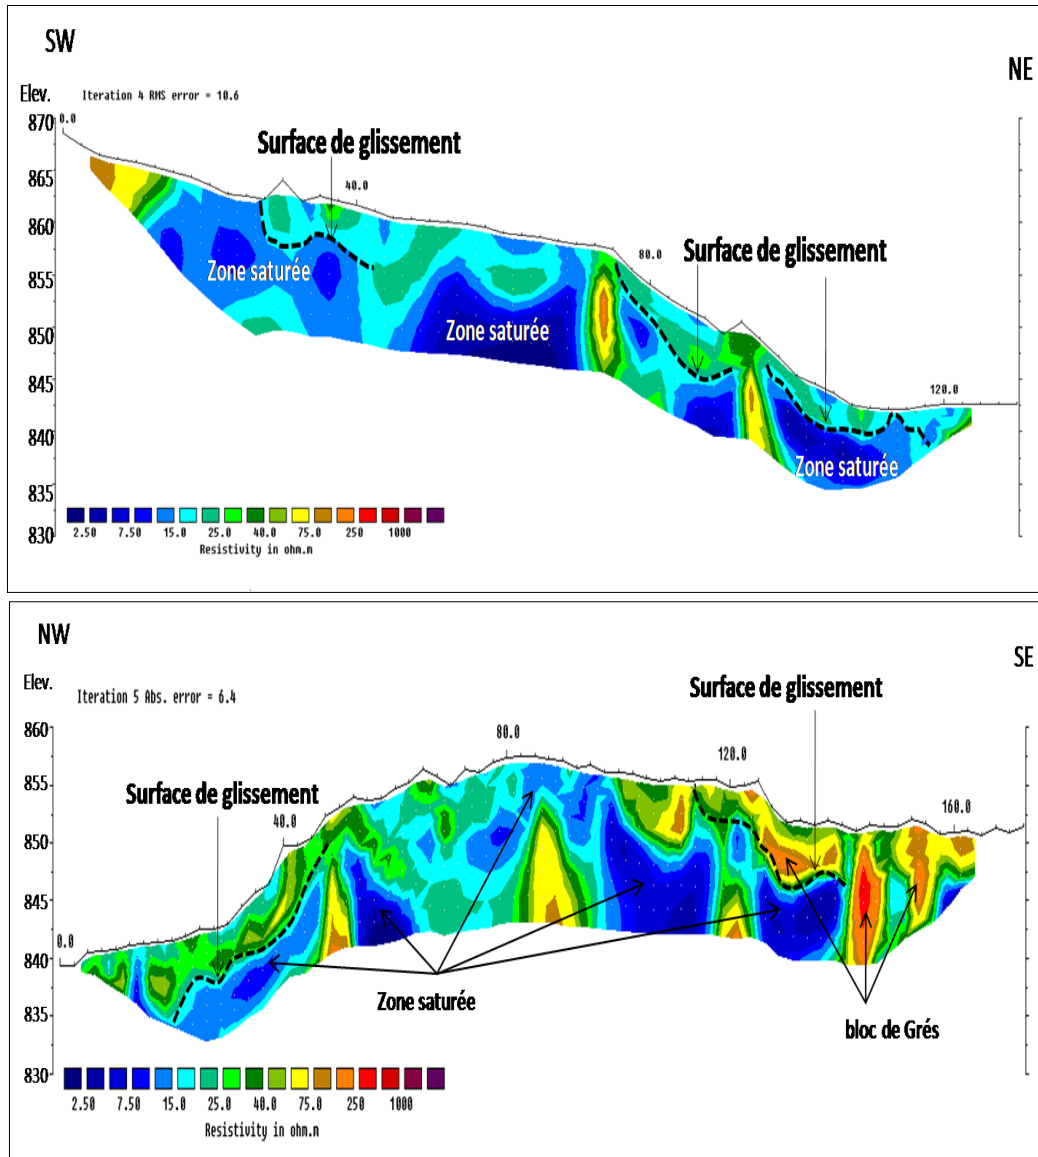 SW
NE
Elev.
Iteration 4 RMS error = 10.6
870
0.0
Surface de glissement
865
40.0
860
80.0
Surface de glissement
855
Zone saturée
850
Zone saturée
845
120.0
840
Zone saturée
835
830
2.50 7.50 15.0 25.0 40.0 75.0 250 1000
Resistivity in ohm.m
NW
SE
Elev.
Iteration 5 Abs. error = 6.4
Surface de glissement
860
80.0
120.0
855
Surface de glissement
160.0
40.0
850
845
0.0
840
Zone saturée
bloc de Grés
835
830
2.50 7.50 15.0 25.0 40.0 75.0 250 1000
Resistivity in ohm.m